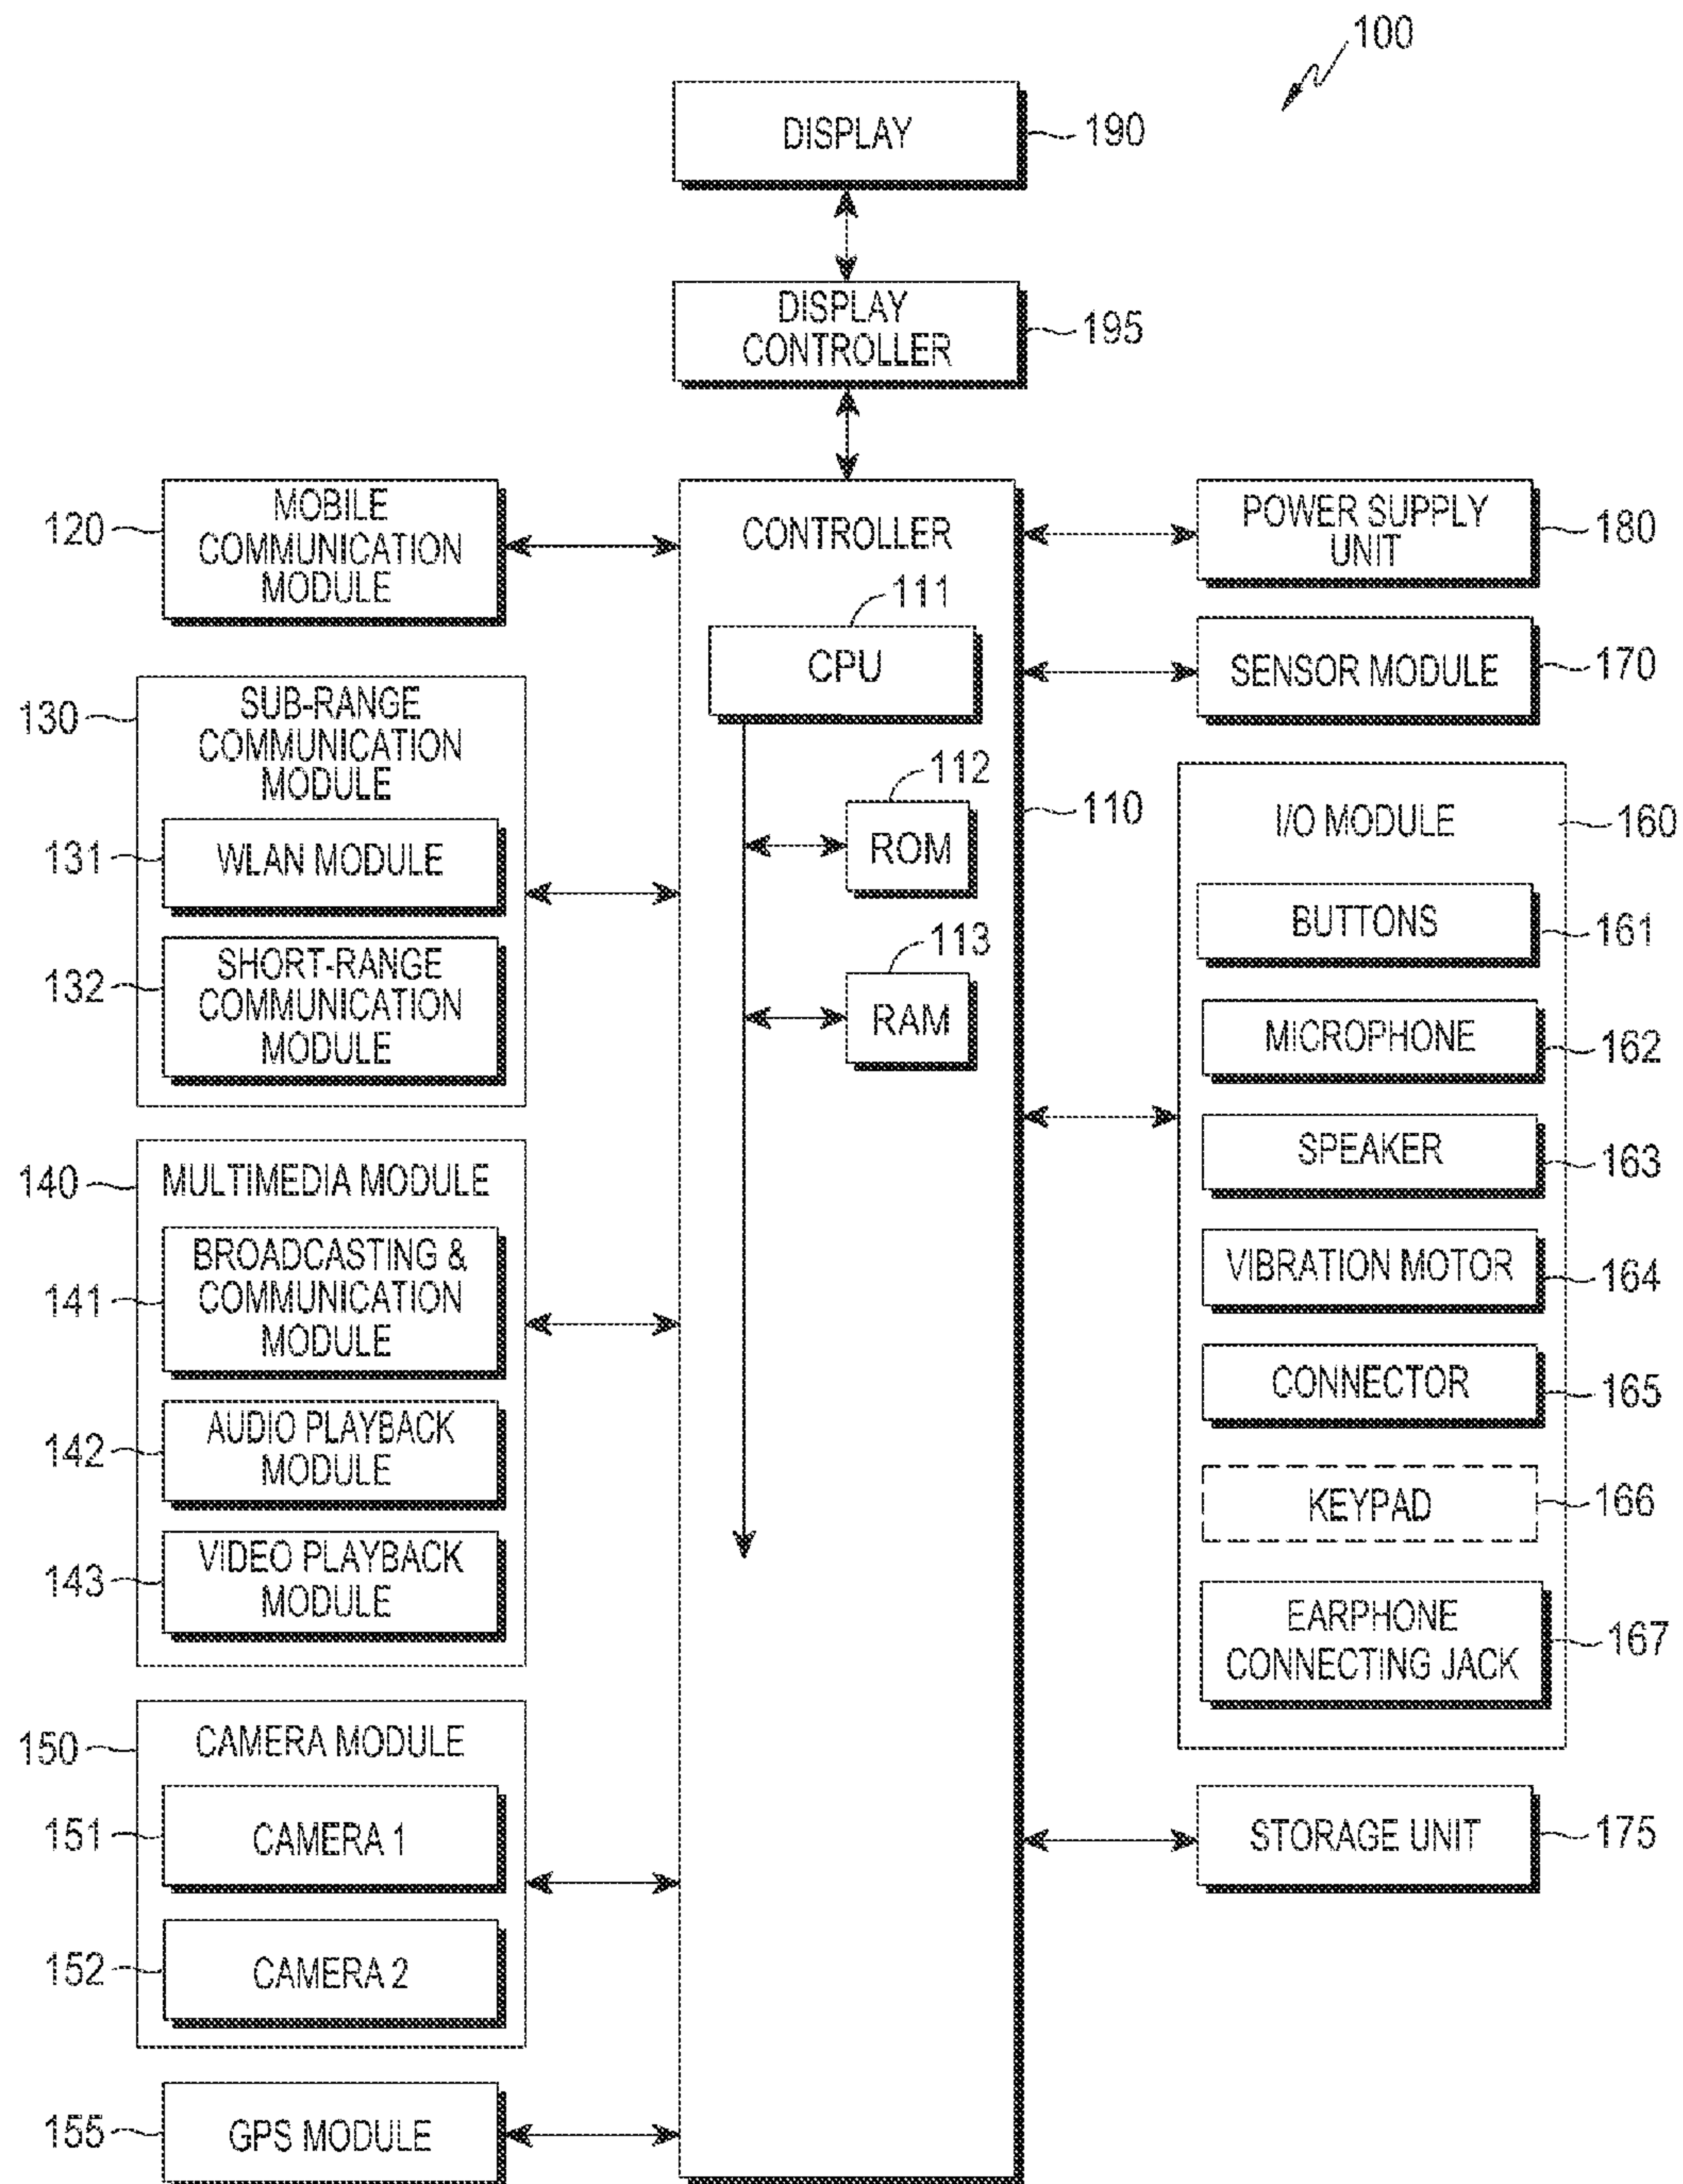 100
DISPLAY
190
DISPLAY
CONTROLLER
195
120
MOBILE
COMMUNICATION
MODULE
130
SUB-RANGE
COMMUNICATION
MODULE
131
WLAN MODULE
132
SHORT-RANGE
COMMUNICATION
MODULE
140
MULTIMEDIA MODULE
141
BROADCASTING &
COMMUNICATION
MODULE
142
AUDIO PLAYBACK
MODULE
143
VIDEO PLAYBACK
MODULE
150
CAMERA MODULE
151
CAMERA 1
152
CAMERA 2
155
GPS MODULE
CONTROLLER
111
CPU
112
ROM
113
RAM
110
POWER SUPPLY
UNIT
180
SENSOR MODULE
170
I/O MODULE
160
BUTTONS
161
MICROPHONE
162
SPEAKER
163
VIBRATION MOTOR
164
CONNECTOR
165
KEYPAD
166
EARPHONE
CONNECTING JACK
167
STORAGE UNIT
175